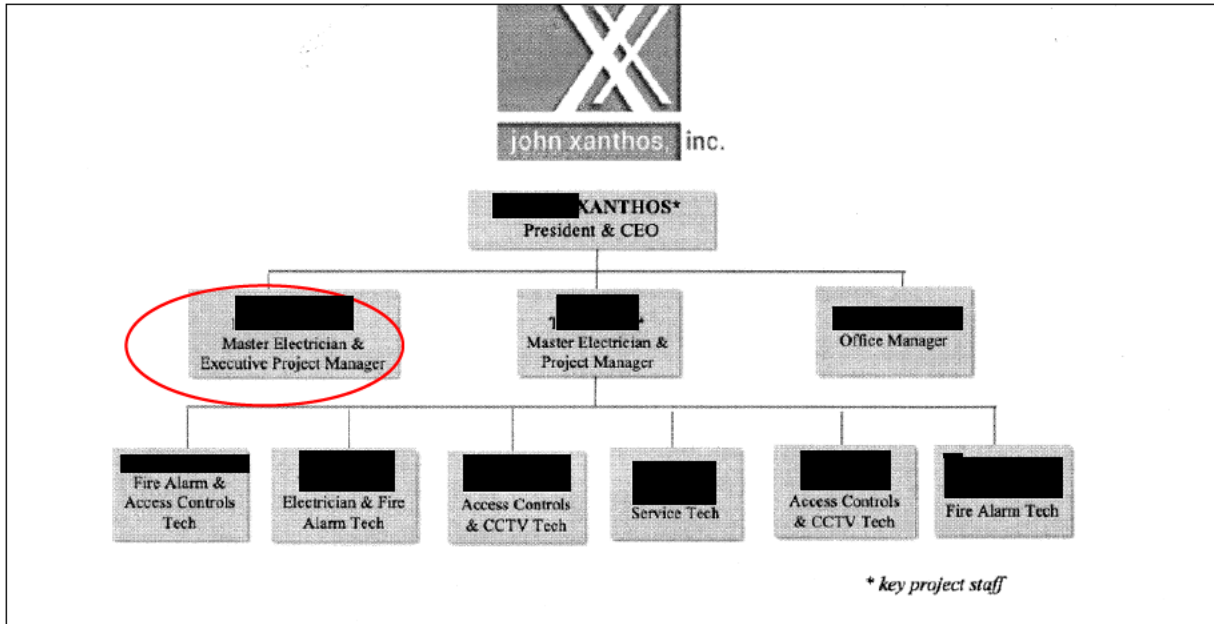 john xanthos, inc.
XANTHOS*
President & CEO
Master Electrician &
Executive Project Manager
Master Electrician &
Project Manager
Office Manager
Fire Alarm &
Access Controls
Tech
Electrician & Fire
Alarm Tech
Access Controls
& CCTV Tech
Service Tech
Access Controls
& CCTV Tech
Fire Alarm Tech
* key project staff